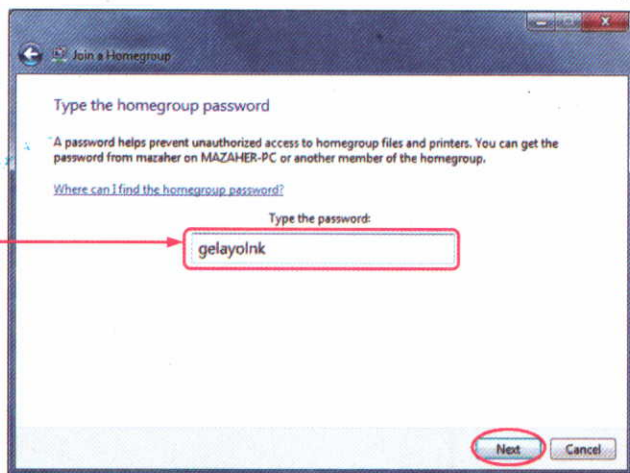 Join a Homegroup
Type the homegroup password
A password helps prevent unauthorized access to homegroup files and printers. You can get the
password from mazaher on MAZAHER-PC or another member of the homegroup.
Where can I find the homegroup password?
Type the password:
gelayolnk
Next Cancel